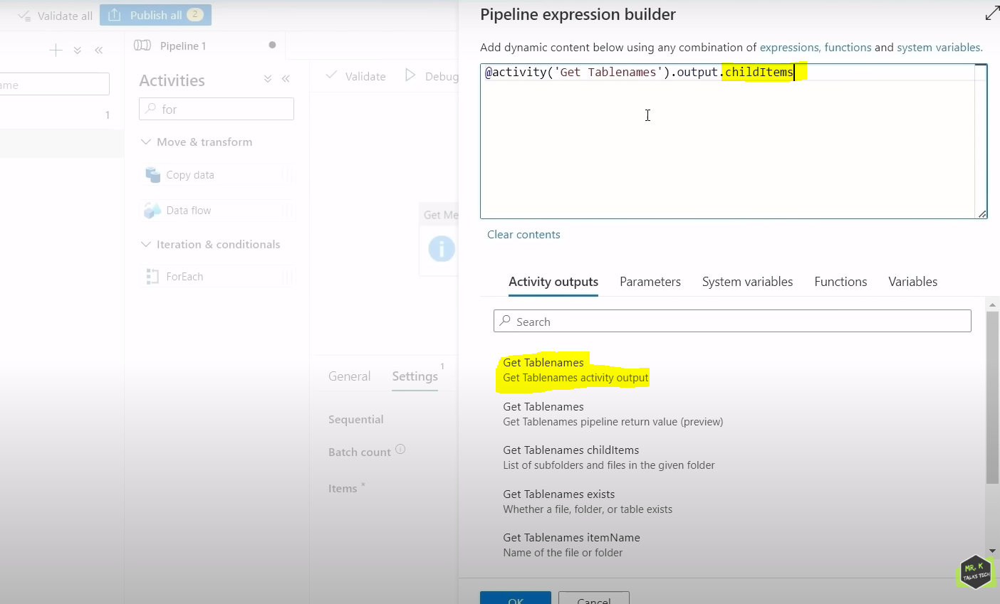 Validate all
Publish all 2
Pipeline expression builder
Add dynamic content below using any combination of expressions, functions and system variables.
@activity('Get Tablenames').output.childItems
Clear contents
Activity outputs Parameters System variables Functions Variables
Search
Get Tablenames
Get Tablenames activity output
Get Tablenames
Get Tablenames pipeline return value (preview)
Get Tablenames childItems
List of subfolders and files in the given folder
Get Tablenames exists
Whether a file, folder, or table exists
Get Tablenames itemName
Name of the file or folder
OK Cancel
Pipeline 1
Activities
for
Move & transform
Copy data
Data flow
Iteration & conditionals
ForEach
Validate Debug
Get Me
General Settings 1
Sequential
Batch count
Items *
ame
1
MR. K
TALKS TECH